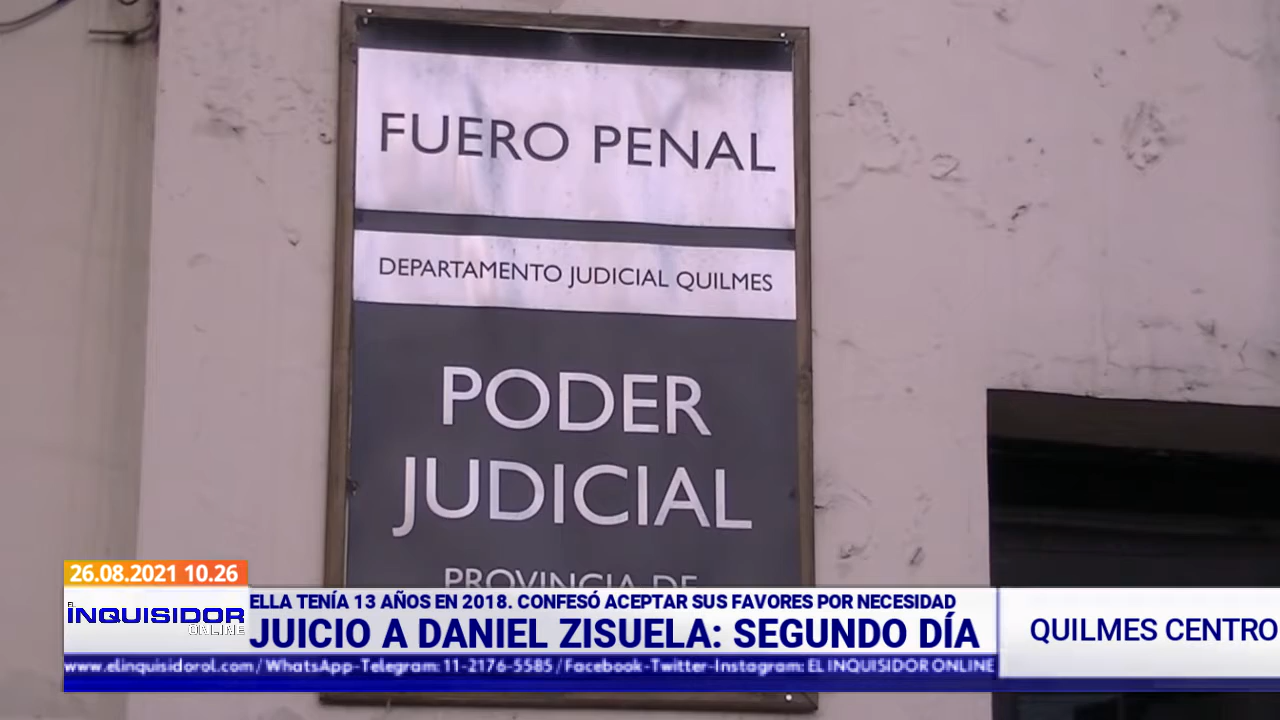 FUERO PENAL
DEPARTAMENTO JUDICIAL QUILMES
PODER
JUDICIAL
PROVINCIA DE
26.08.2021 10.26
EL INQUISIDOR
ONLINE
ELLA TENÍA 13 AÑOS EN 2018. CONFESÓ ACEPTAR SUS FAVORES POR NECESIDAD
JUICIO A DANIEL ZISUELA: SEGUNDO DÍA
QUILMES CENTRO
www.elinquisidorol.com/WhatsApp-Telegram: 11-2176-5585/Facebook-Twitter-Instagram: EL INQUISIDOR ONLINE